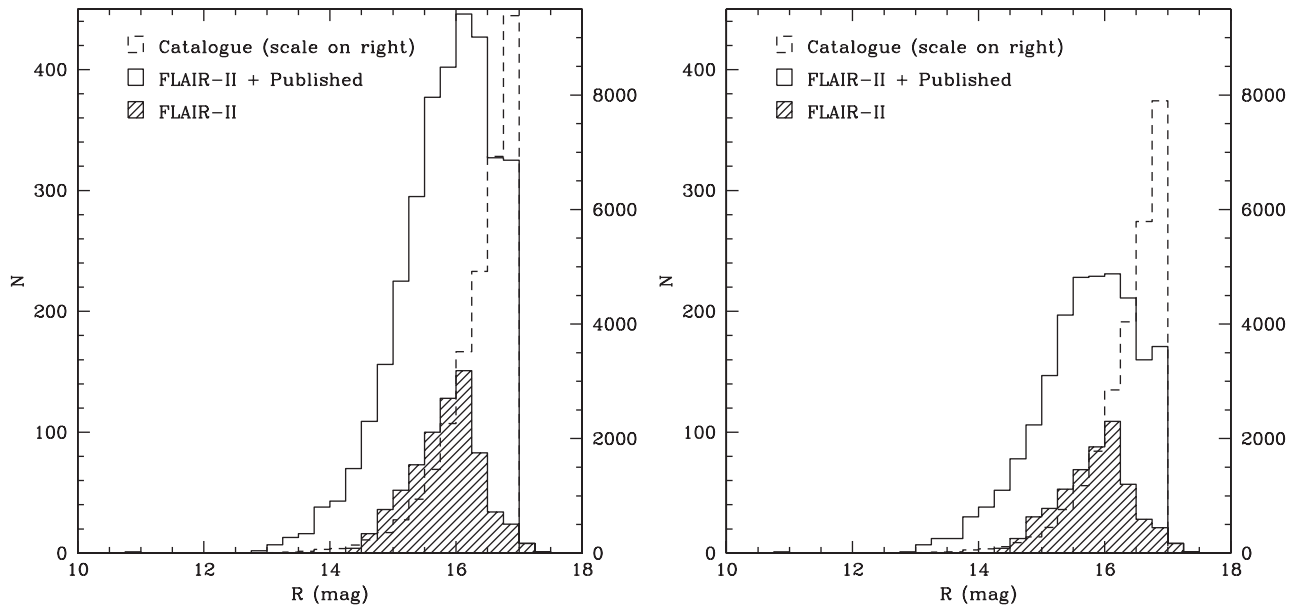 Catalogue (scale on right)
FLAIR-II + Published
FLAIR-II
400
300
200
100
0
N
8000
6000
4000
2000
0
10 12 14 16 18
R (mag)
Catalogue (scale on right)
FLAIR-II + Published
FLAIR-II
400
300
200
100
0
N
8000
6000
4000
2000
0
10 12 14 16 18
R (mag)